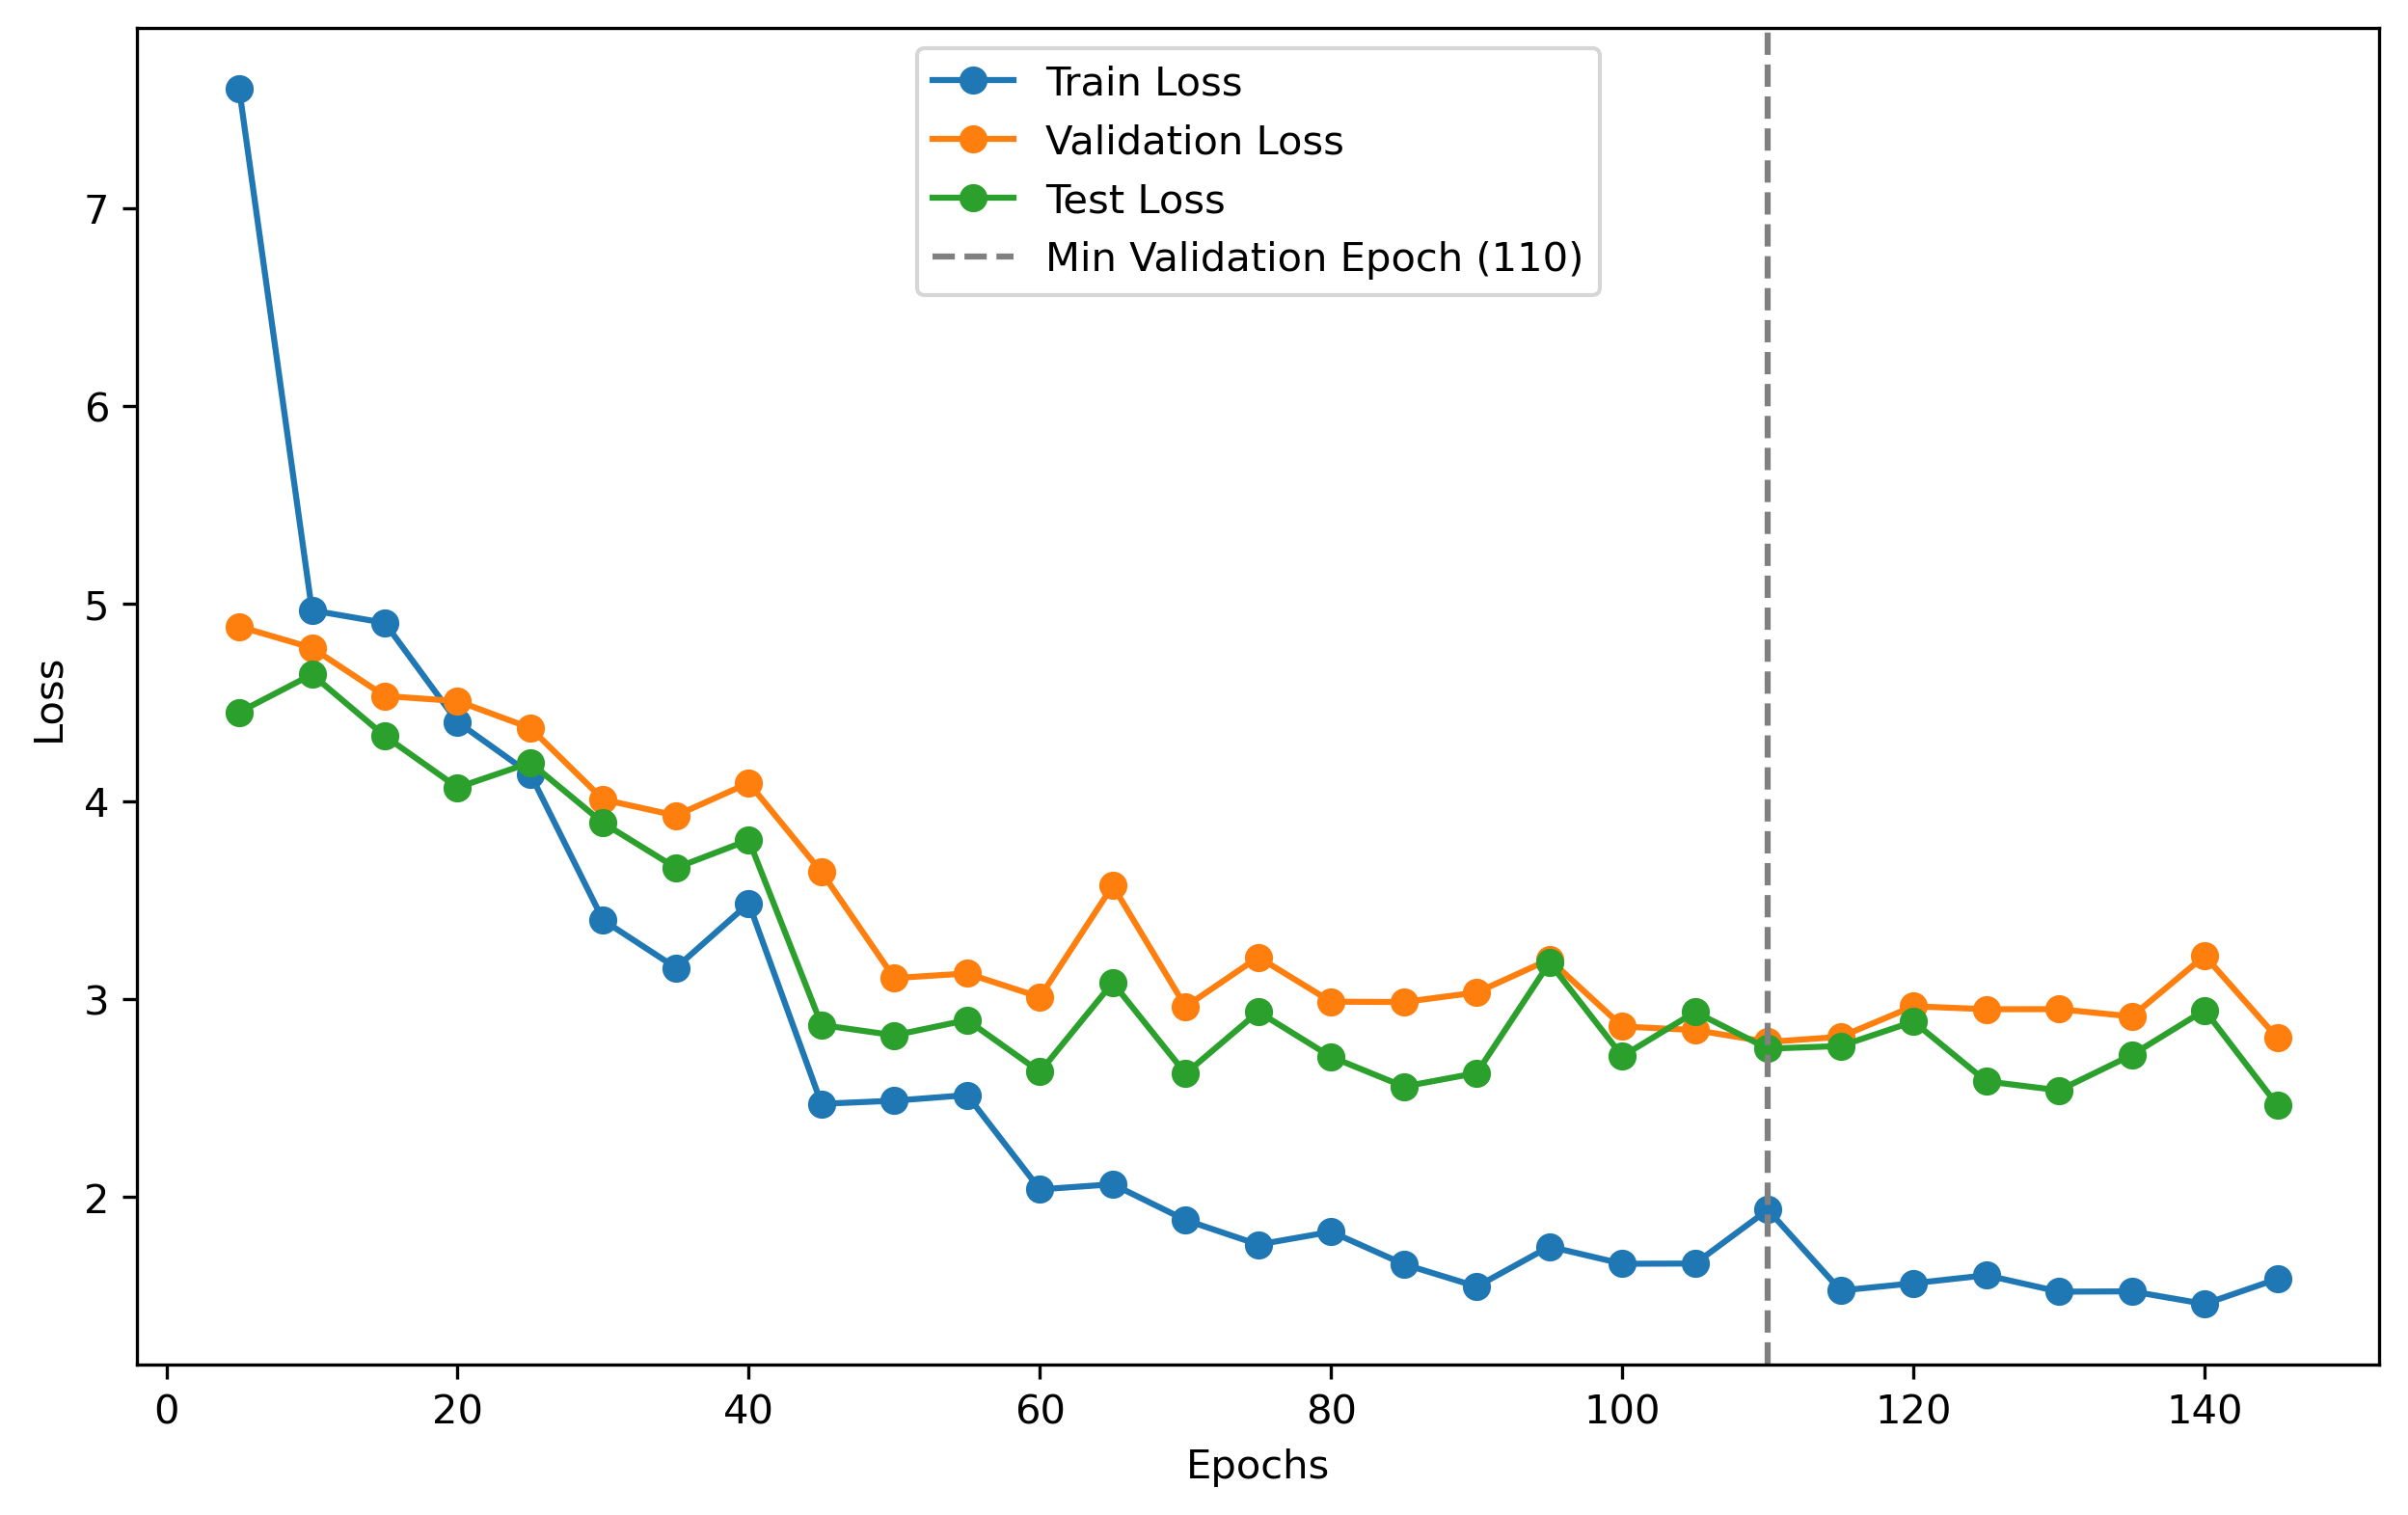 Train Loss
Validation Loss
Test Loss
Min Validation Epoch (110)
7
6
5
4
3
2
Loss
0 20 40 60 80 100 120 140
Epochs